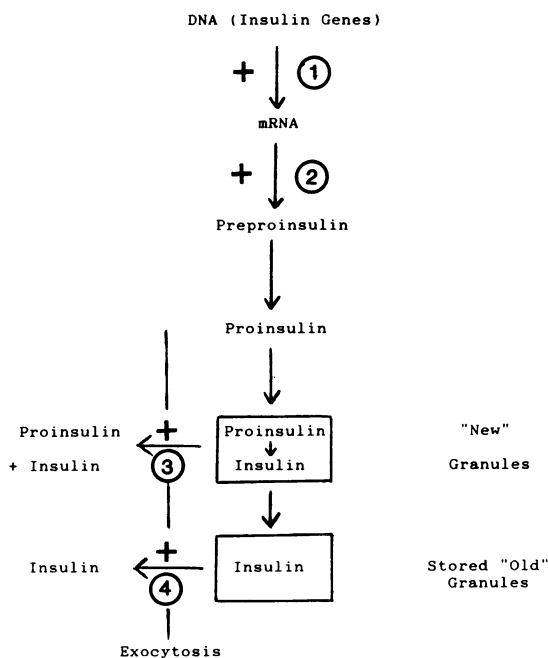 DNA (Insulin Genes)
+ 1
mRNA
+ 2
Preproinsulin
Proinsulin
Proinsulin + Proinsulin "New"
+ Insulin 3 Insulin Granules
+
Insulin Insulin Stored "Old"
4 Granules
Exocytosis